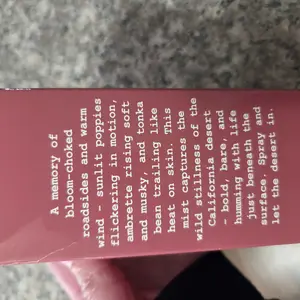 A memory of
bloom-choked
roadsides and warm
wind - sunlit poppies
flickering in motion,
ambrette rising soft
and musky, and tonka
bean trailing like
heat on skin. This
mist captures the
wild stillness of the
California desert
- bold, bare, and
humming with life
just beneath the
surface. Spray and
let the desert in.